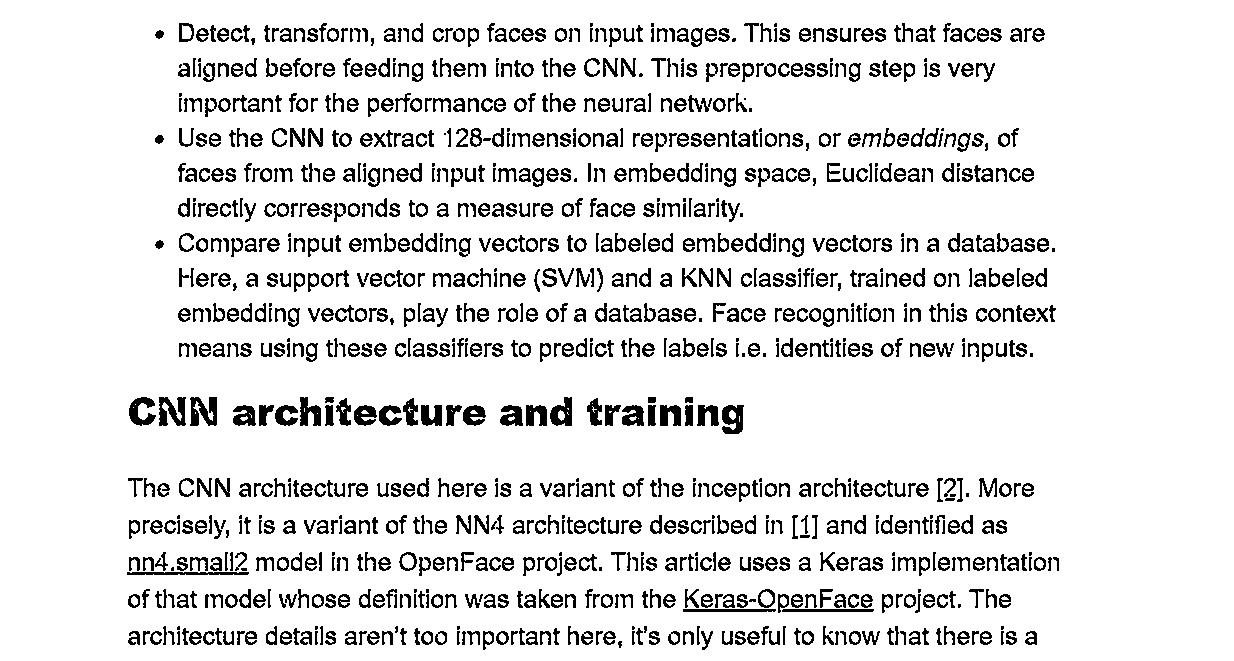 • Detect, transform, and crop faces on input images. This ensures that faces are
aligned before feeding them into the CNN. This preprocessing step is very
important for the performance of the neural network.
• Use the CNN to extract 128-dimensional representations, or embeddings, of
faces from the aligned input images. In embedding space, Euclidean distance
directly corresponds to a measure of face similarity.
• Compare input embedding vectors to labeled embedding vectors in a database.
Here, a support vector machine (SVM) and a KNN classifier, trained on labeled
embedding vectors, play the role of a database. Face recognition in this context
means using these classifiers to predict the labels i.e. identities of new inputs.
CNN architecture and training
The CNN architecture used here is a variant of the inception architecture [2]. More
precisely, it is a variant of the NN4 architecture described in [1] and identified as
nn4.small2 model in the OpenFace project. This article uses a Keras implementation
of that model whose definition was taken from the Keras-OpenFace project. The
architecture details aren't too important here, it's only useful to know that there is a